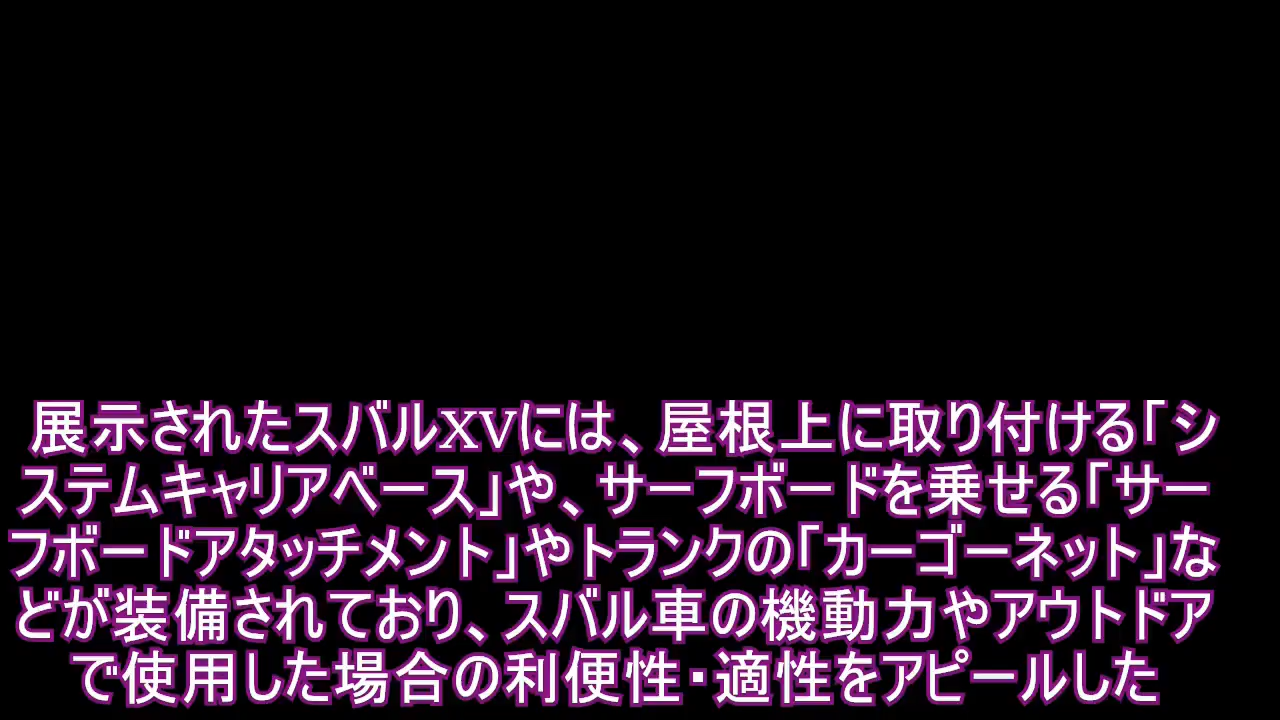 展示されたスバルXVには、屋根上に取り付ける「シ
ステムキャリアベース」や、サーフボードを乗せる「サー
フボードアタッチメント」やトランクの「カーゴーネット」な
どが装備されており、スバル車の機動力やアウトドア
で使用した場合の利便性・適性をアピールした